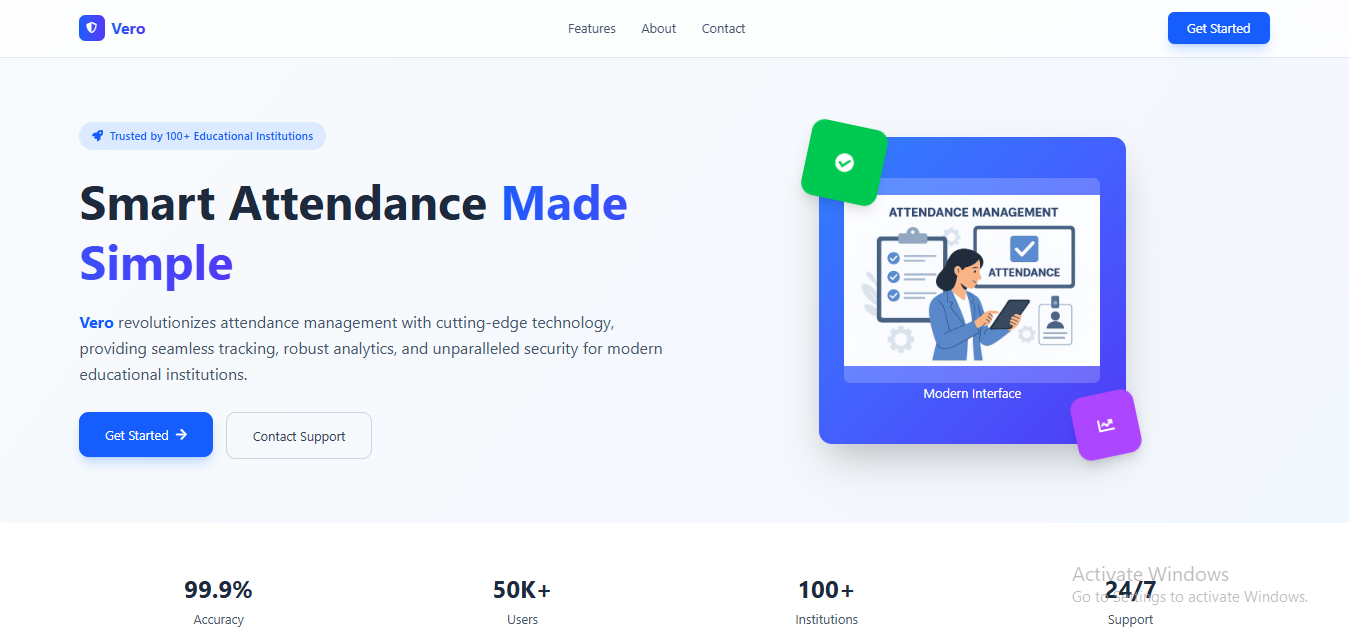 Vero
Features
About
Contact
Get Started
Trusted by 100+ Educational Institutions
Smart Attendance Made
Simple
Vero revolutionizes attendance management with cutting-edge technology,
providing seamless tracking, robust analytics, and unparalleled security for modern
educational institutions.
Get Started
Contact Support
ATTENDANCE MANAGEMENT
ATTENDANCE
Modern Interface
99.9%
Accuracy
50K+
Users
100+
Institutions
24/7
Support
Activate Windows
Go to Settings to activate Windows.